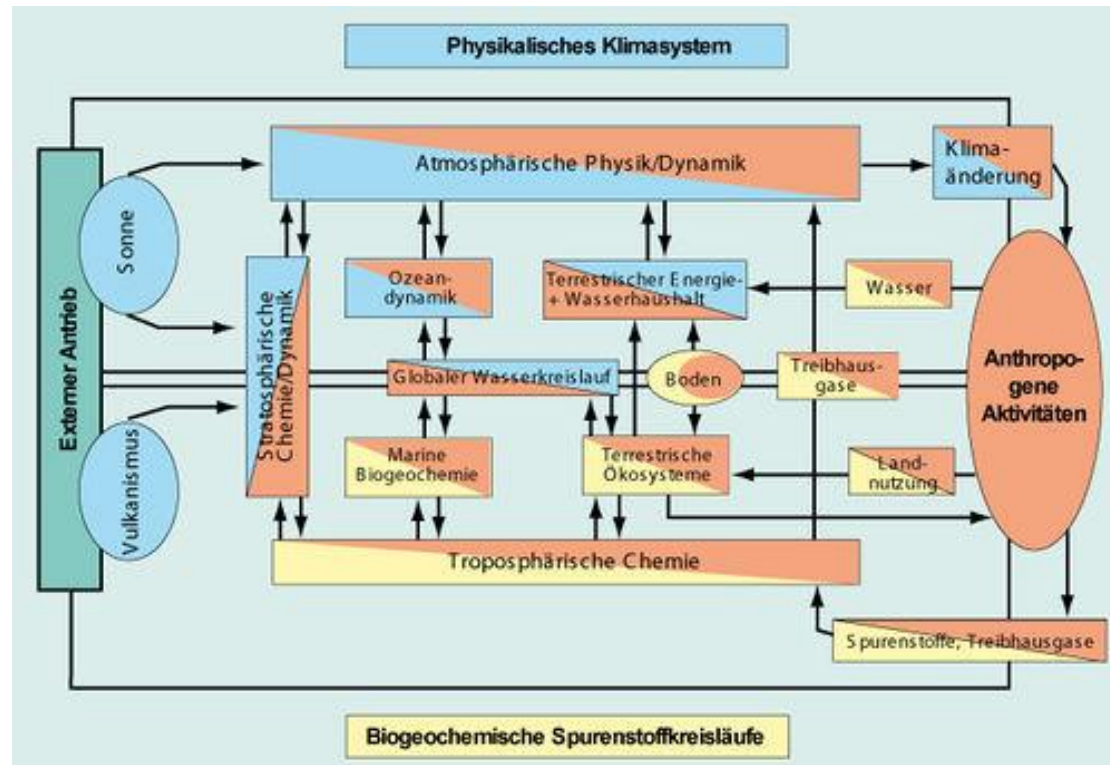 Physikalisches Klimasystem
Atmosphärische Physik/Dynamik
Klima-
änderung
Externer Antrieb
Sonne
Vulkanismus
Stratosphärische
Chemie/Dynamik
Ozean-
dynamik
Terrestrischer Energie-
+ Wasserhaushalt
Wasser
Globaler Wasserkreislauf
Boden
Treibhaus-
gase
Anthropo-
gene
Aktivitäten
Marine
Biogeochemie
Terrestrische
Ökosysteme
Land-
nutzung
Troposphärische Chemie
Spurenstoffe, Treibhausgase
Biogeochemische Spurenstoffkreisläufe